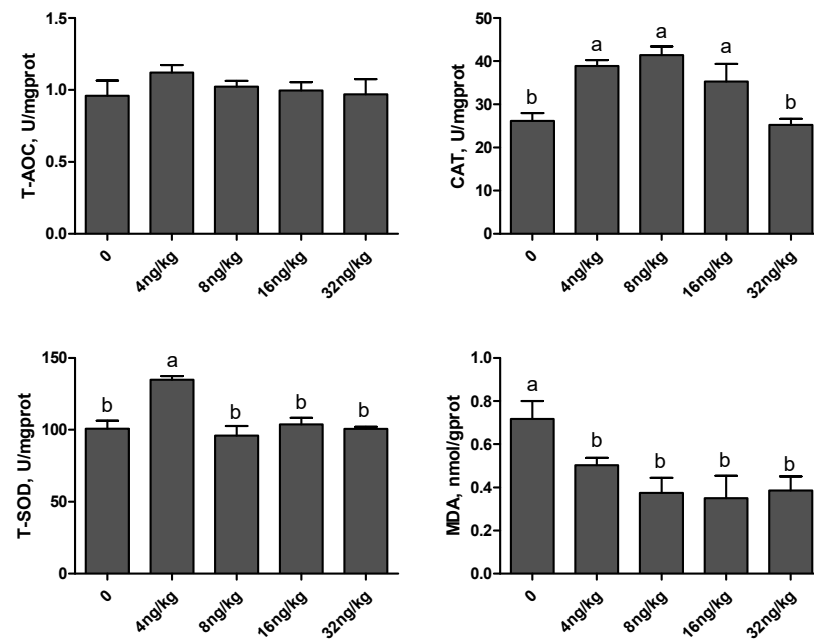 T-AOC, U/mgprot
1.5
1.0
0.5
0.0
0
4ng/kg
8ng/kg
16ng/kg
32ng/kg
CAT, U/mgprot
50
40
30
20
10
0
b
a
a
a
b
0
4ng/kg
8ng/kg
16ng/kg
32ng/kg
T-SOD, U/mgprot
150
100
50
0
b
a
b
b
b
0
4ng/kg
8ng/kg
16ng/kg
32ng/kg
MDA, nmol/gprot
1.0
0.8
0.6
0.4
0.2
0.0
a
b
b
b
b
0
4ng/kg
8ng/kg
16ng/kg
32ng/kg